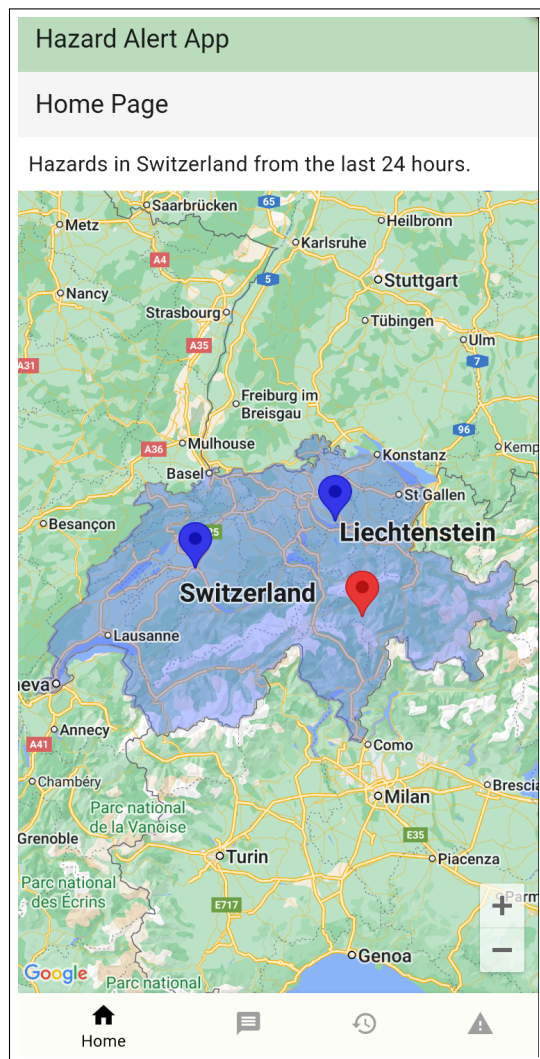 Hazard Alert App
Home Page
Hazards in Switzerland from the last 24 hours.
Saarbrücken
65
Metz
Heilbronn
Karlsruhe
A4
5
Stuttgart
Nancy
Strasbourg
Tübingen
A35
Ulm
A31
7
Freiburg im
Breisgau
96
Mulhouse
A36
Konstanz
Kemp
Basel
St Gallen
Besançon
Liechtenstein
Switzerland
Lausanne
neva
Annecy
A41
Como
Chambéry
Brescia
Milan
Parc national
de la Vanoise
Grenoble
E35
Turin
Piacenza
Parc national
des Écrins
Parm
E717
+
−
Genoa
Google
Parc national
Home